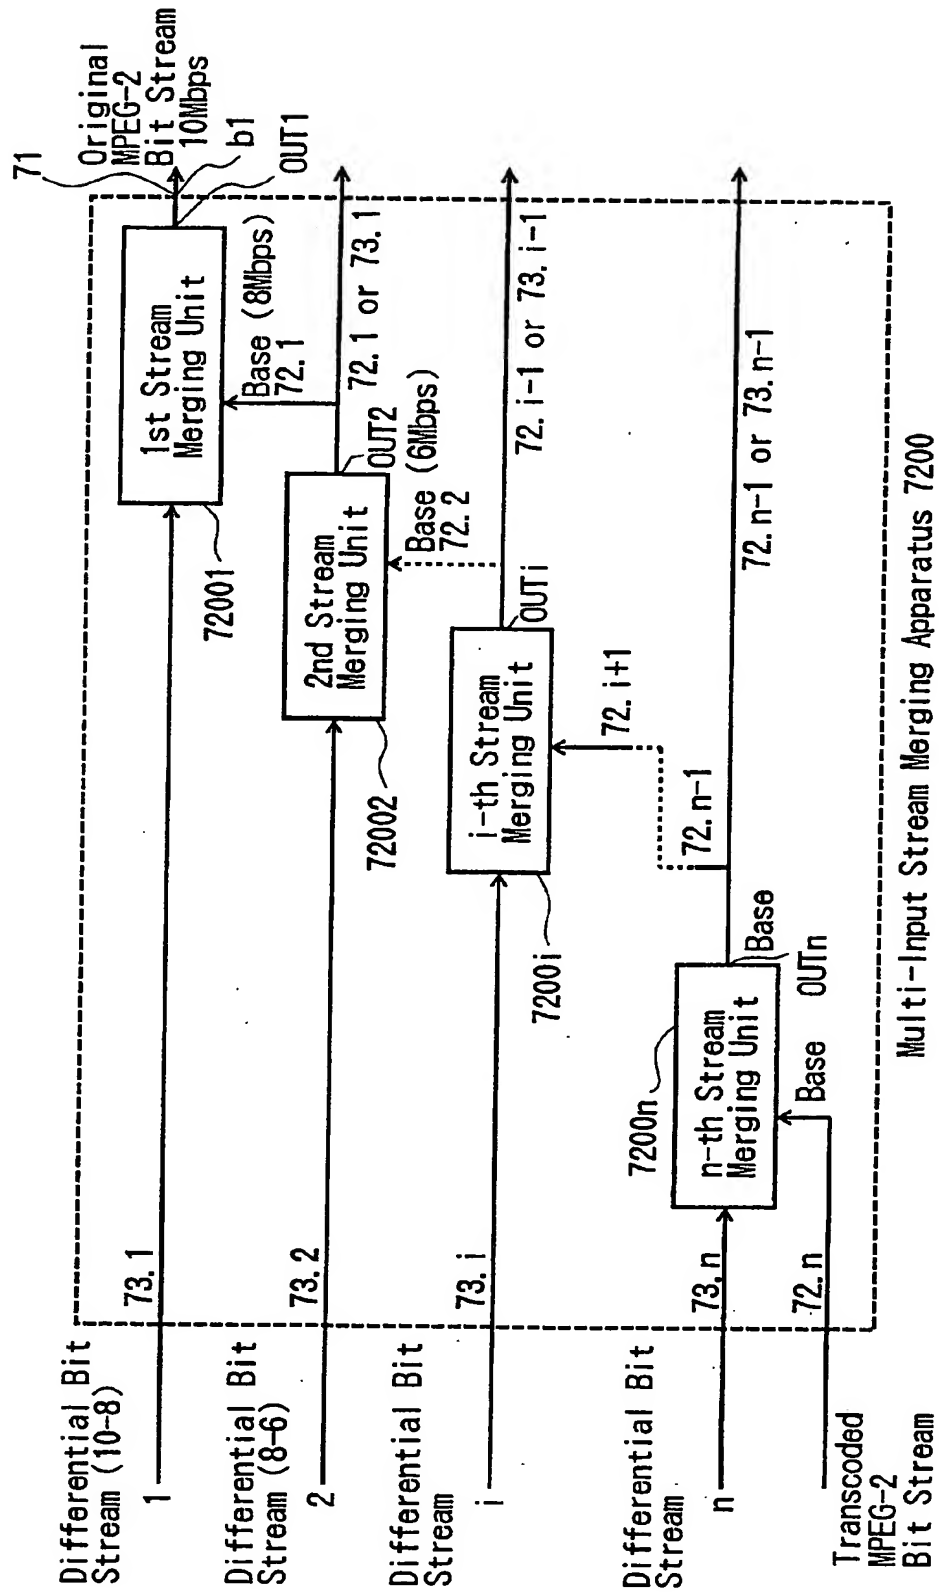 Differential Bit
Stream (10-8)
1
73.1
1st Stream
Merging Unit
72001
71
Original
MPEG-2
Bit Stream
10Mbps
b1
OUT1
Base (8Mbps)
72.1
Differential Bit
Stream (8-6)
2
73.2
2nd Stream
Merging Unit
72002
OUT2
72.1 or 73.1
Base (6Mbps)
72.2
Differential Bit
Stream
i
73.i
i-th Stream
Merging Unit
7200i
OUTi
72.i-1 or 73.i-1
72.i+1
72.n-1
Differential Bit
Stream
n
73.n
7200n
n-th Stream
Merging Unit
Base
OUTn
Base
72.n-1 or 73.n-1
72.n
Transcoded
MPEG-2
Bit Stream
Multi-Input Stream Merging Apparatus 7200